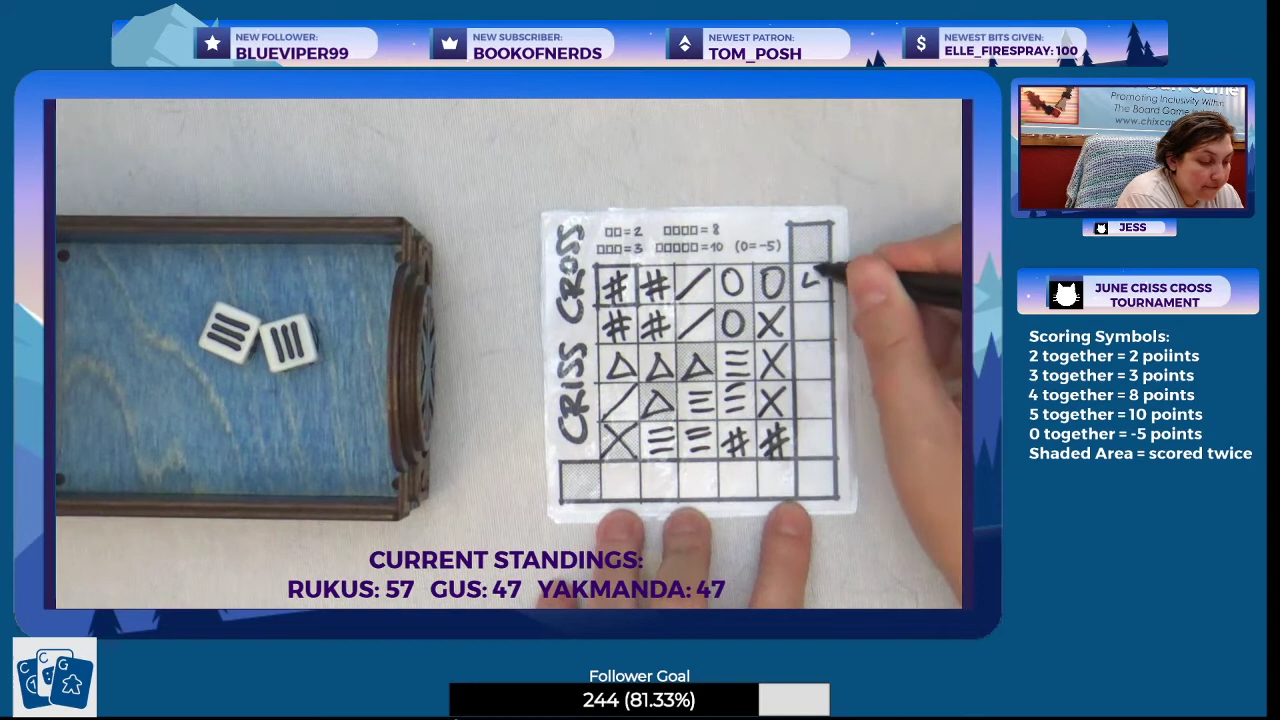 NEW FOLLOWER:
BLUEVIPER99
NEW SUBSCRIBER:
BOOKOFNERDS
NEWEST PATRON:
TOM_POSH
NEWEST BITS GIVEN:
$
ELLE_FIRESPRAY: 100
Promoting Inclusivity Within
The Board Game
www.chixca
JESS
JUNE CRISS CROSS
TOURNAMENT
Scoring Symbols:
2 together = 2 poiints
3 together = 3 points
4 together = 8 points
5 together = 10 points
0 together = -5 points
Shaded Area = scored twice
CRISS CROSS
□□=2 □□□□=8
□□□=3 □□□□□=10 (0=-5)
# # / O O 4
# # / O X
△ △ △ ☰ X
/ △ ☰ ☰ X
X ☰ ☰ # #
CURRENT STANDINGS:
RUKUS: 57 GUS: 47 YAKMANDA: 47
C C G
Follower Goal
244 (81.33%)